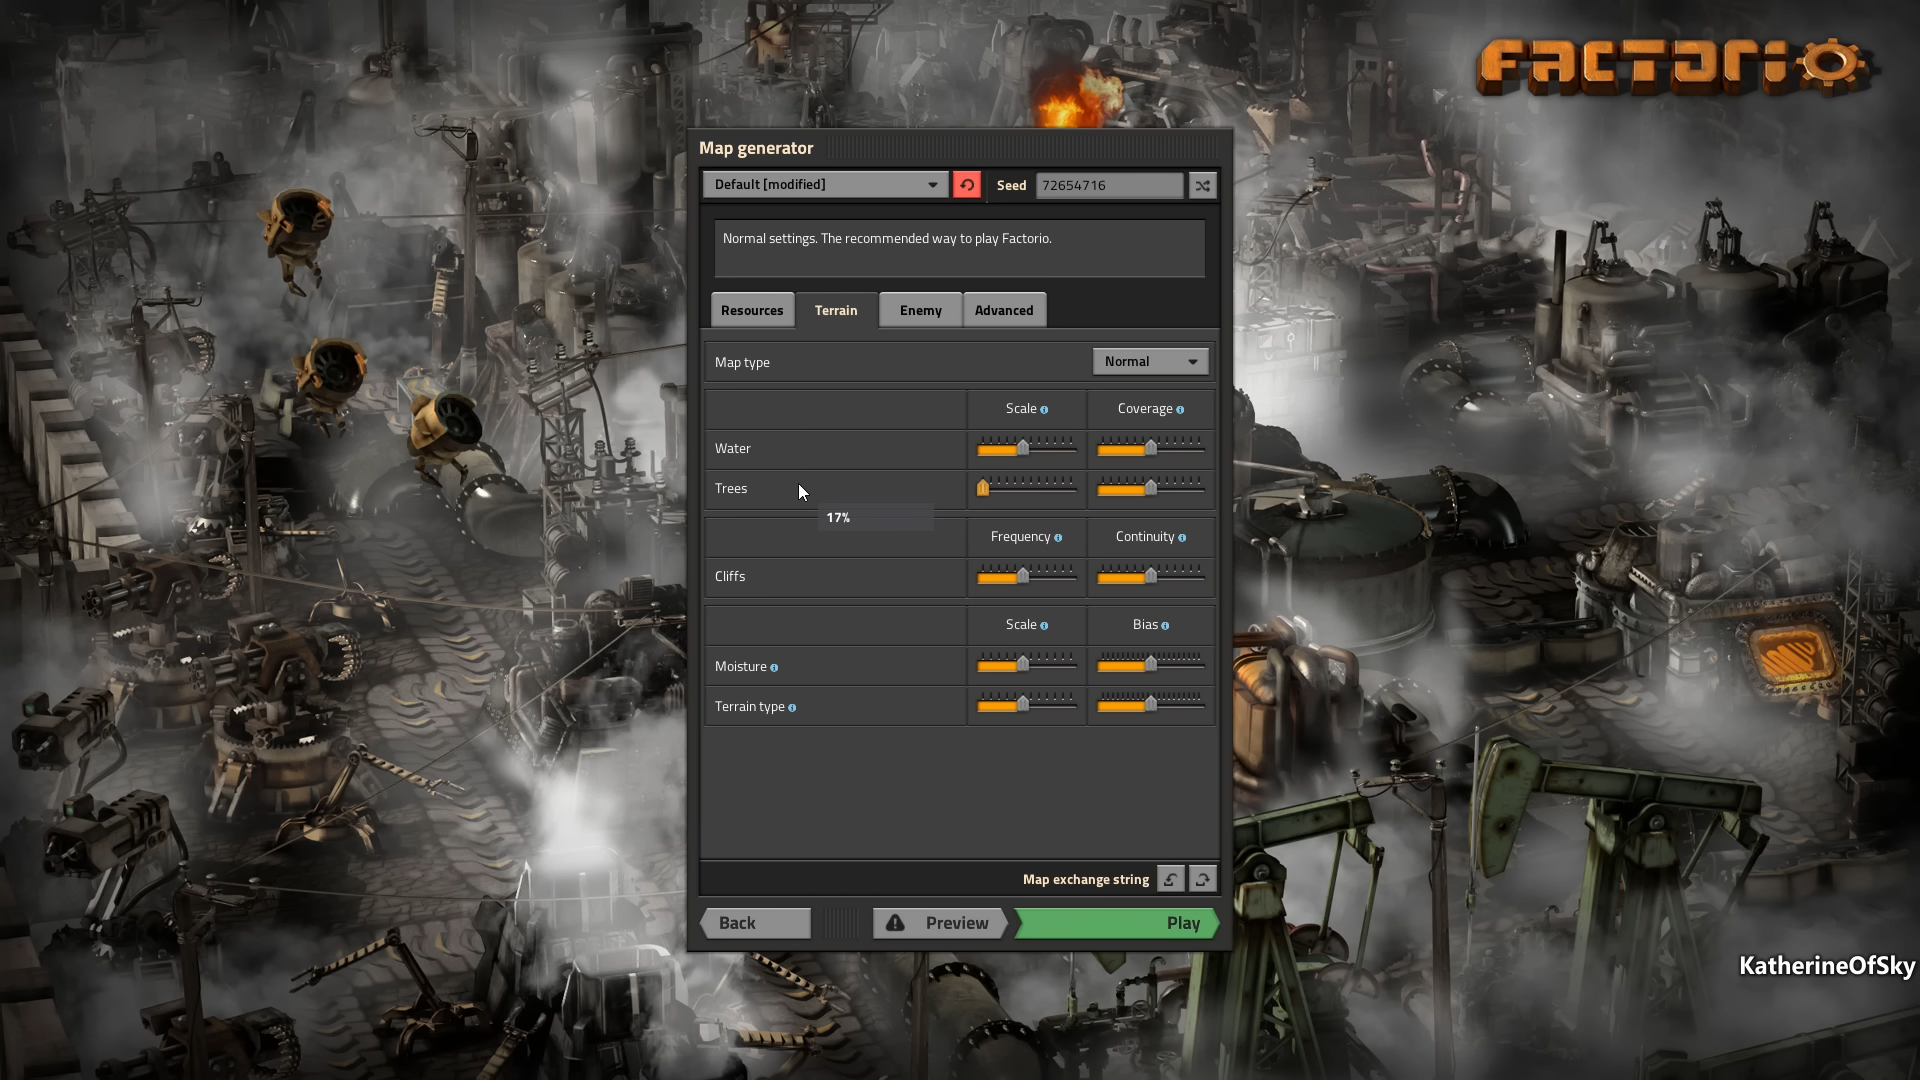 FACTORIO
Map generator
Default [modified]
Seed
72654716
Normal settings. The recommended way to play Factorio.
Resources
Terrain
Enemy
Advanced
Map type
Normal
Scale
Coverage
Water
Trees
17%
Frequency
Continuity
Cliffs
Scale
Bias
Moisture
Terrain type
Map exchange string
Back
Preview
Play
KatherineOfSky